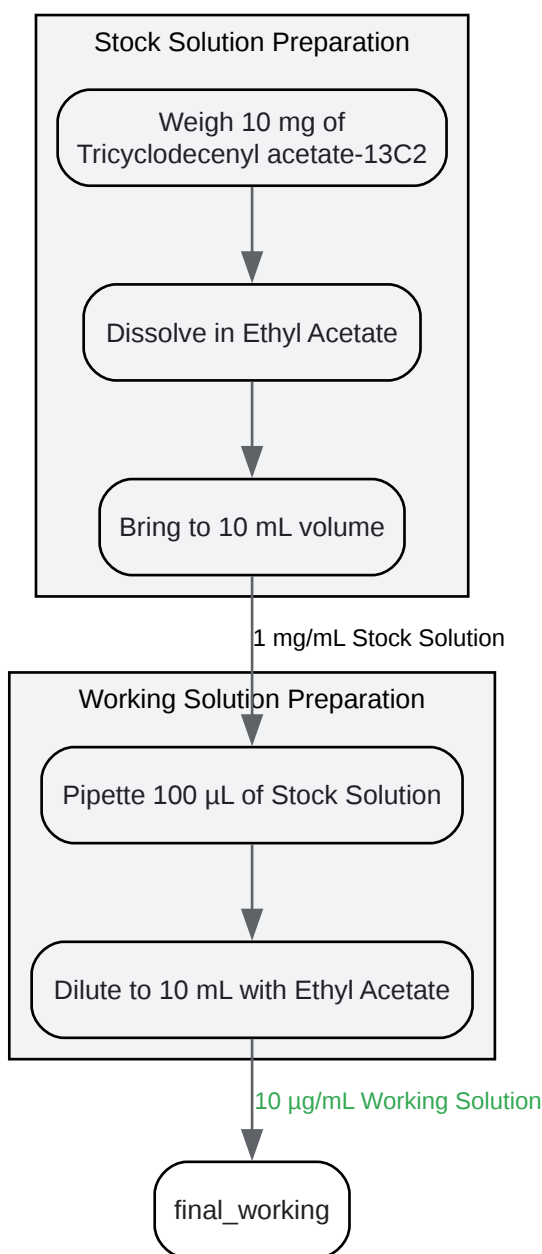 Stock Solution Preparation
Weigh 10 mg of
Tricyclodecenyl acetate-13C2
Dissolve in Ethyl Acetate
Bring to 10 mL volume
1 mg/mL Stock Solution
Working Solution Preparation
Pipette 100 µL of Stock Solution
Dilute to 10 mL with Ethyl Acetate
10 µg/mL Working Solution
final_working